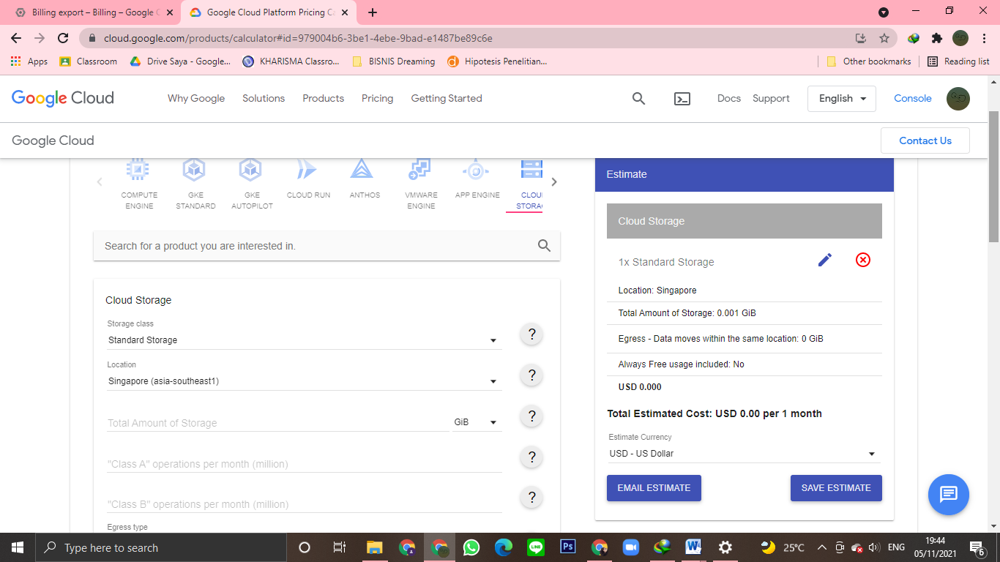 Billing export – Billing – Google C
Google Cloud Platform Pricing Ca
cloud.google.com/products/calculator#id=979004b6-3be1-4ebe-9bad-e1487be89c6e
Apps
Classroom
Drive Saya - Google...
KHARISMA Classro...
BISNIS Dreaming
Hipotesis Penelitian...
Other bookmarks
Reading list
Google Cloud
Why Google
Solutions
Products
Pricing
Getting Started
Docs
Support
English
Console
Google Cloud
Contact Us
COMPUTE ENGINE
GKE STANDARD
GKE AUTOPILOT
CLOUD RUN
ANTHOS
VMWARE ENGINE
APP ENGINE
CLOU
STORA
Search for a product you are interested in.
Cloud Storage
Storage class
Standard Storage
?
Location
Singapore (asia-southeast1)
?
Total Amount of Storage
GiB
?
"Class A" operations per month (million)
?
"Class B" operations per month (million)
?
Egress type
Estimate
Cloud Storage
1x Standard Storage
Location: Singapore
Total Amount of Storage: 0.001 GiB
Egress - Data moves within the same location: 0 GiB
Always Free usage included: No
USD 0.000
Total Estimated Cost: USD 0.00 per 1 month
Estimate Currency
USD - US Dollar
EMAIL ESTIMATE
SAVE ESTIMATE
Type here to search
LINE
Ps
W
25°C
ENG
19:44
05/11/2021
6